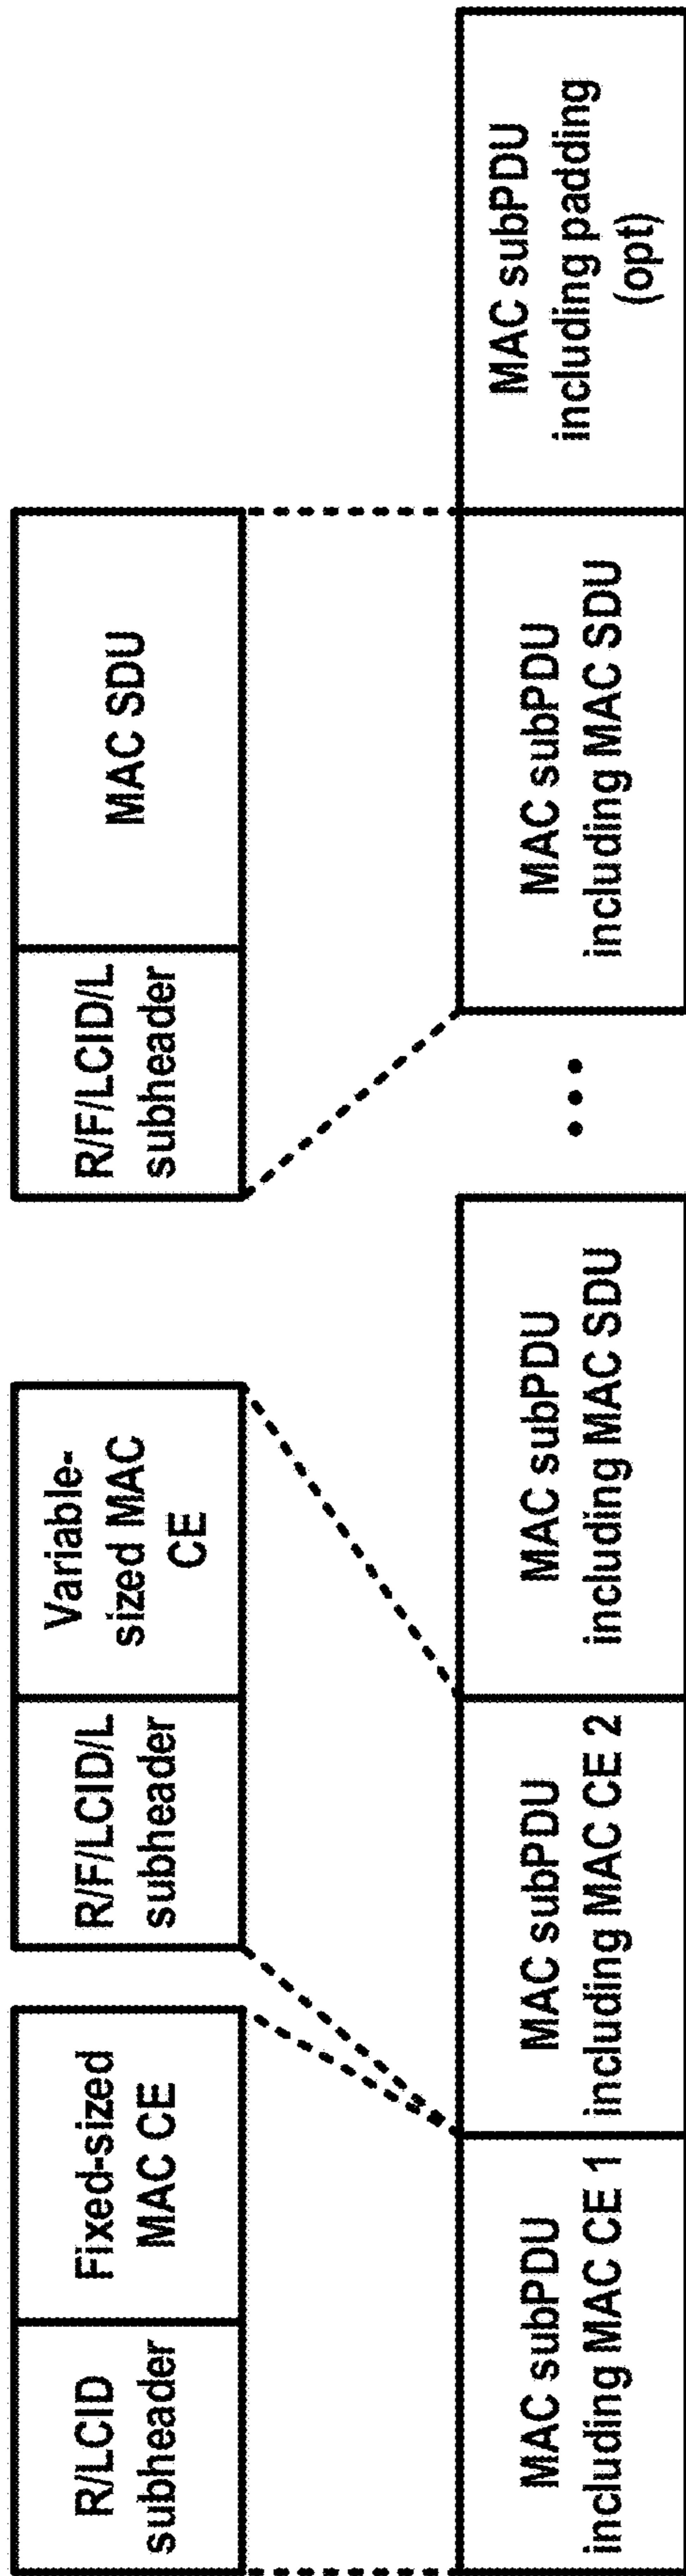 R/LCID
subheader
Fixed-sized
MAC CE
R/F/LCID/L
subheader
Variable-
sized MAC
CE
R/F/LCID/L
subheader
MAC SDU
MAC subPDU
including MAC CE 1
MAC subPDU
including MAC CE 2
MAC subPDU
including MAC SDU
•••
MAC subPDU
including MAC SDU
MAC subPDU
including padding
(opt)